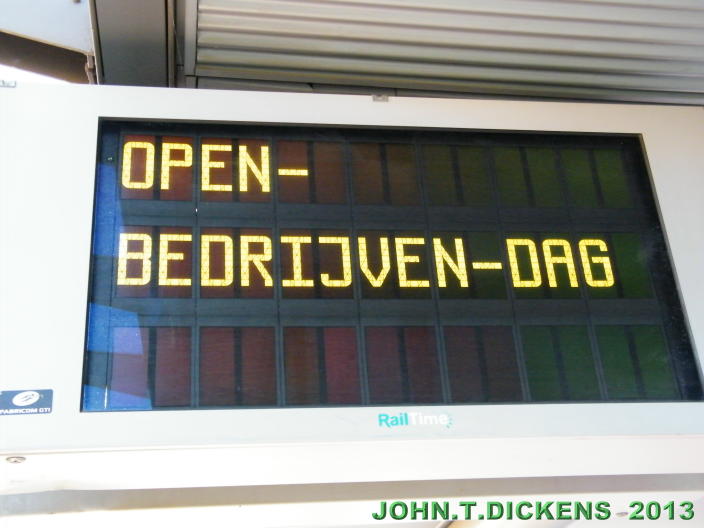 OPEN-
BEDRIJVEN-DAG
FABRICOM GTI
RailTime
JOHN.T.DICKENS 2013